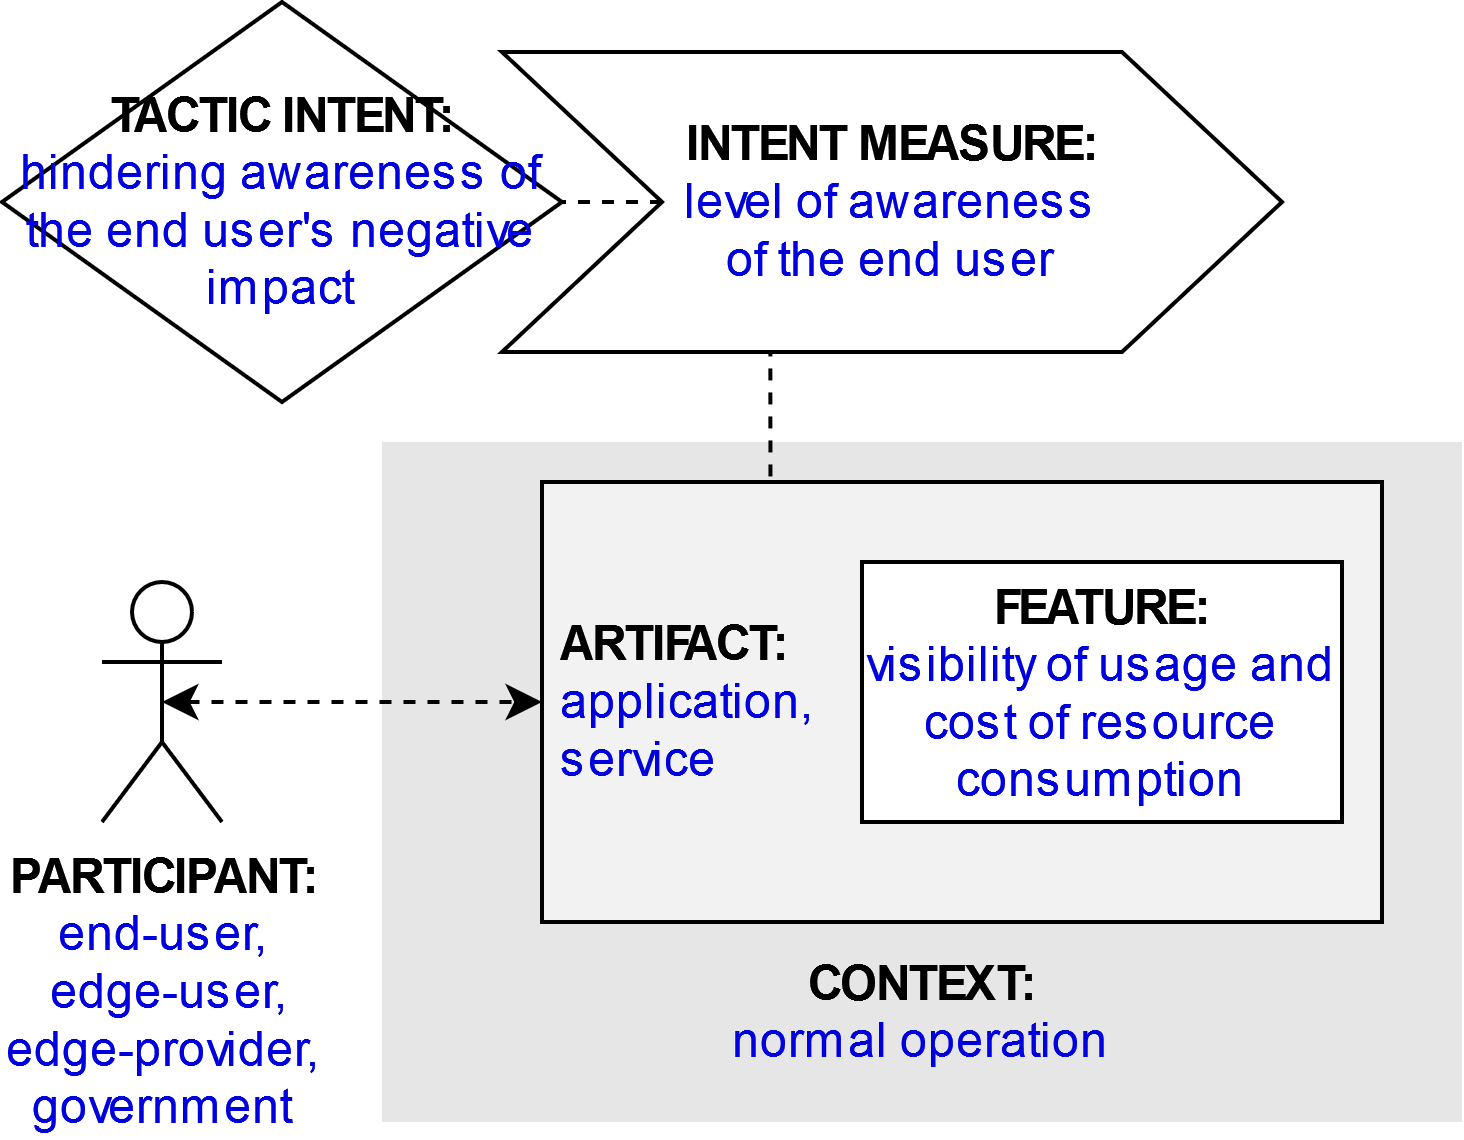 TACTIC INTENT:
hindering awareness of
the end user's negative
impact
INTENT MEASURE:
level of awareness
of the end user
ARTIFACT:
application,
service
FEATURE:
visibility of usage and
cost of resource
consumption
PARTICIPANT:
end-user,
edge-user,
edge-provider,
government
CONTEXT:
normal operation